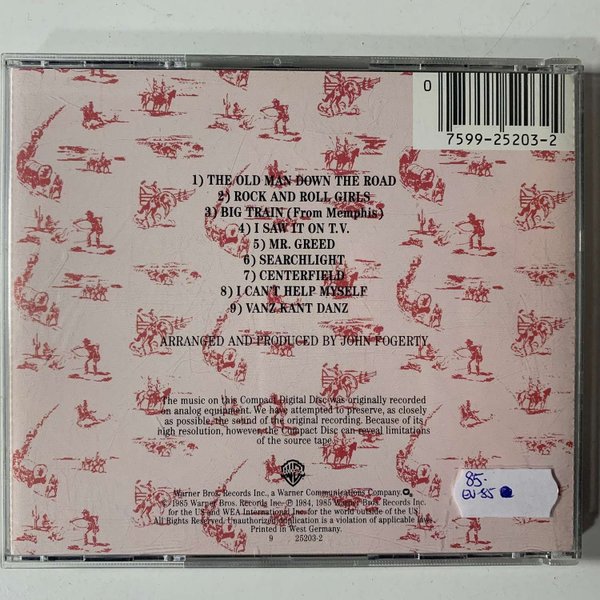 0
7599-25203-2
1) THE OLD MAN DOWN THE ROAD
2) ROCK AND ROLL GIRLS
3) BIG TRAIN (From Memphis)
4) I SAW IT ON T.V.
5) MR. GREED
6) SEARCHLIGHT
7) CENTERFIELD
8) I CAN'T HELP MYSELF
9) VANZ KANT DANZ
ARRANGED AND PRODUCED BY JOHN FOGERTY
The music on this Compact Digital Disc was originally recorded
on analog equipment. We have attempted to preserve, as closely
as possible, the sound of the original recording. Because of its
high resolution, however, the Compact Disc can reveal limitations
of the source tape.
Warner Bros. Records Inc., a Warner Communications Company.
© 1985 Warner Bros. Records Inc. ℗ 1984, 1985 Warner Bros. Records Inc.
for the US and WEA International Inc. for the world outside of the US.
All Rights Reserved. Unauthorized duplication is a violation of applicable laws.
Printed in West Germany.
9 25203-2
85.-